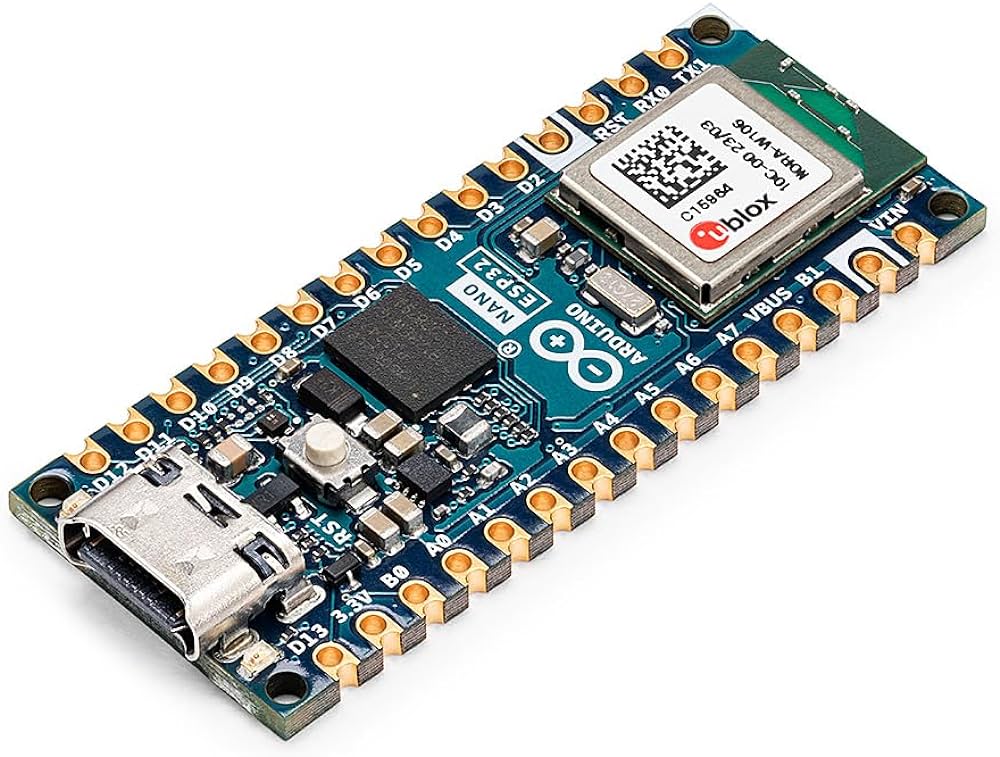 TX1
RX0
RST
D2
D3
D4
D5
D6
D7
D8
D9
D10
D11
D12
NORA-W106
10C-00 23/03
C15964
ublox
NANO
ESP32
ARDUINO
®
RST
VIN
B1
VBUS
A7
A6
A5
A4
A3
A2
A1
A0
B0
3.3V
D13